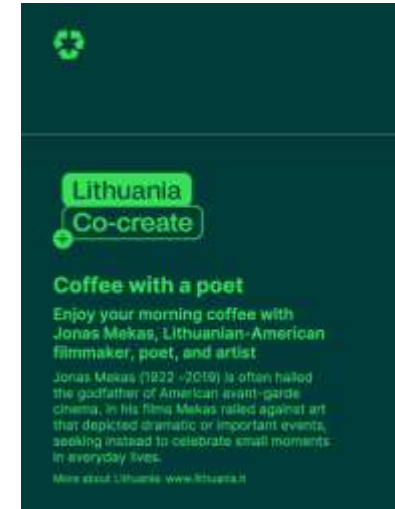 Lithuania
Co-create
Coffee with a poet
Enjoy your morning coffee with
Jonas Mekas, Lithuanian-American
filmmaker, poet, and artist
Jonas Mekas (1922 -2019) is often hailed
the godfather of American avant-garde
cinema, in his films Mekas railed against art
that depicted dramatic or important events,
seeking instead to celebrate small moments
in everyday lives.
More about Lithuania: www.lithuania.lt